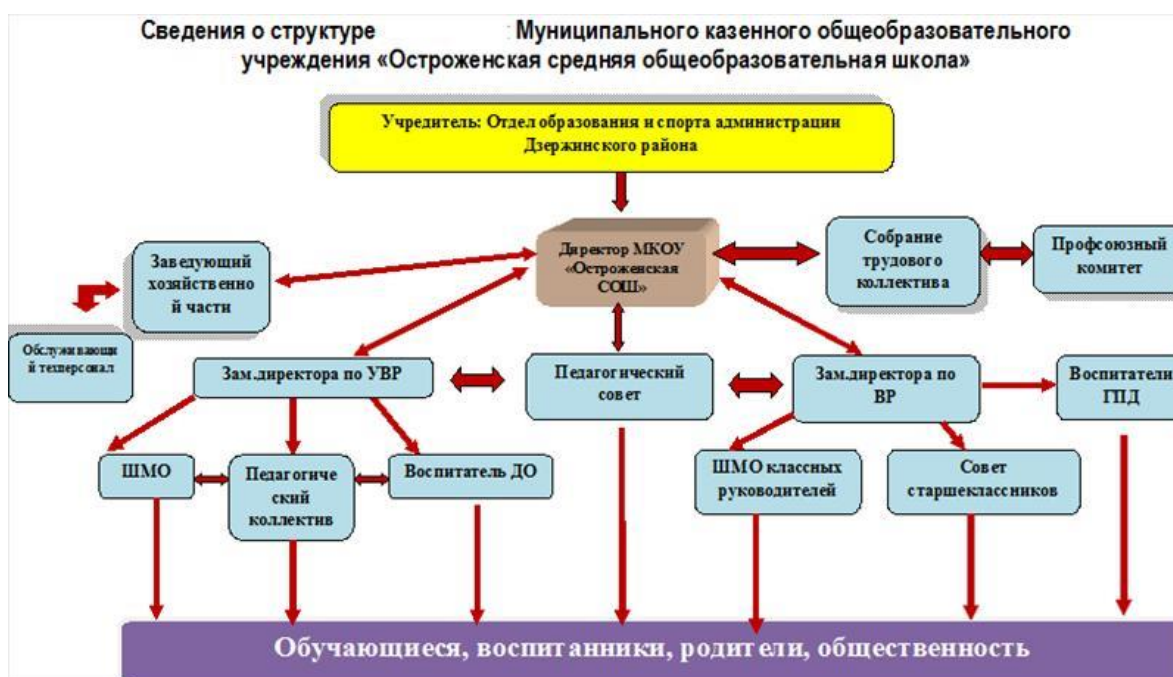 Сведения о структуре : Муниципального казенного общеобразовательного
учреждения «Остроженская средняя общеобразовательная школа»
Учредитель: Отдел образования и спорта администрации
Дзержинского района
Директор МКОУ
«Остроженская
СОШ»
Собрание
трудового
коллектива
Профсоюзный
комитет
Заведующий
хозяйственно
й части
Обслуживающи
й техперсонал
Зам.директора по УВР
Педагогический
совет
Зам.директора по
ВР
Воспитатели
ГПД
ШМО
Педагогиче
ский
коллектив
Воспитатель ДО
ШМО классных
руководителей
Совет
старшеклассников
Обучающиеся, воспитанники, родители, общественность